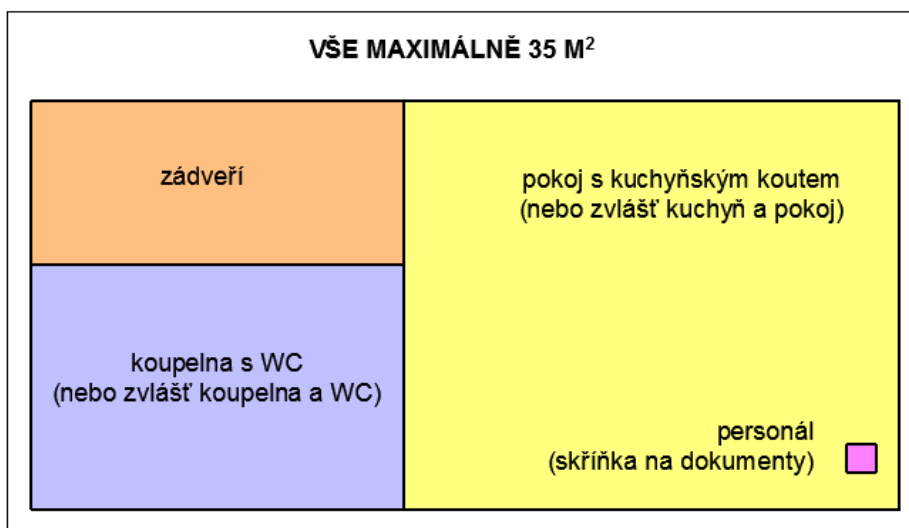 VŠE MAXIMÁLNĚ 35 M²
zádveří
pokoj s kuchyňským koutem
(nebo zvlášť kuchyň a pokoj)
koupelna s WC
(nebo zvlášť koupelna a WC)
personál
(skříňka na dokumenty)